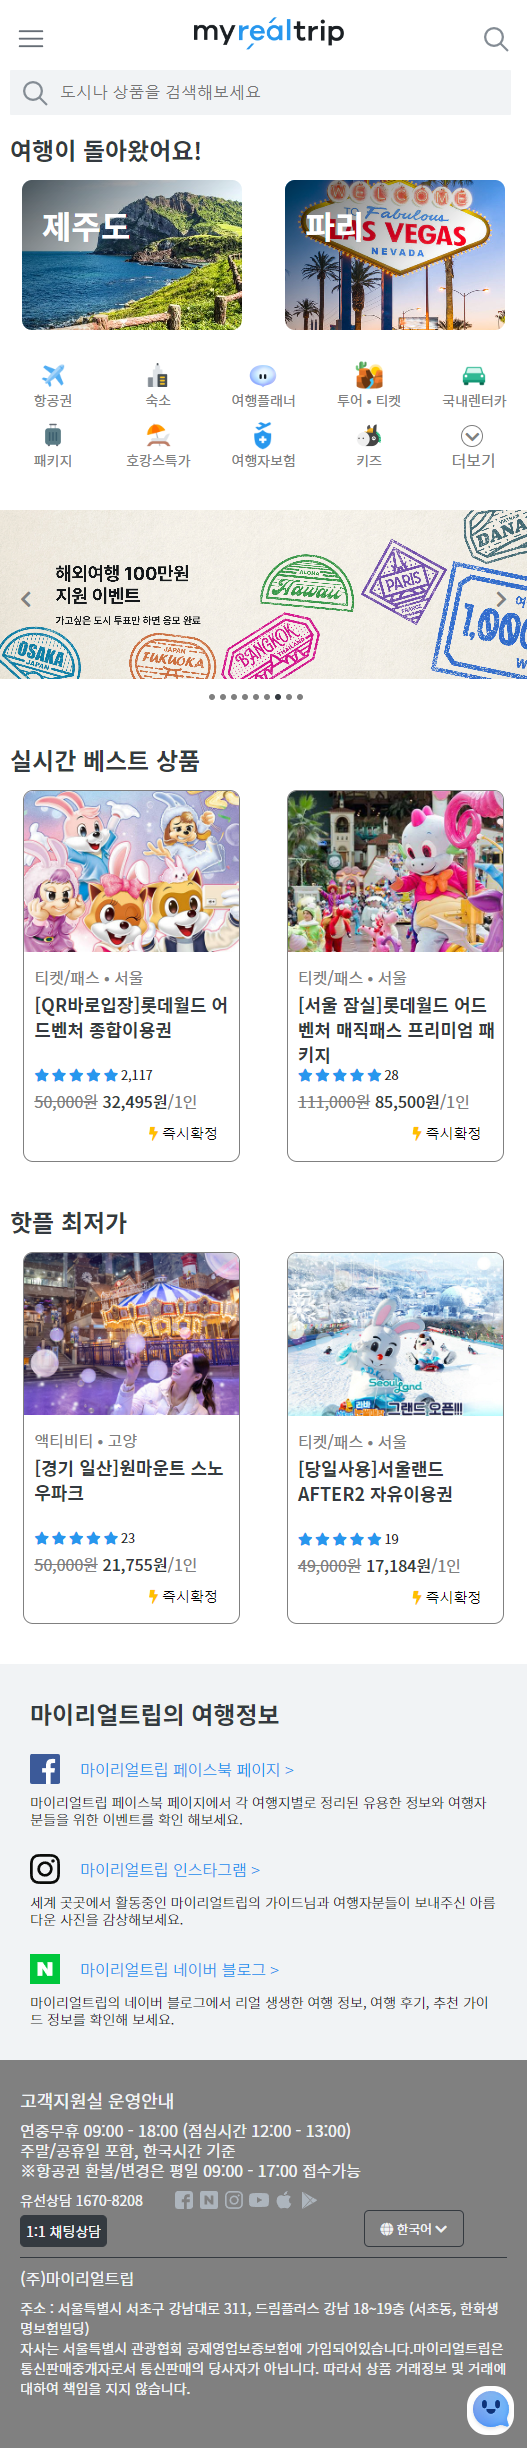 myrealtrip
도시나 상품을 검색해보세요
여행이 돌아왔어요!
제주도
파리
WELCOME
TO Fabulous
LAS VEGAS
NEVADA
항공권
숙소
여행플래너
투어 • 티켓
국내렌터카
패키지
호캉스특가
여행자보험
키즈
더보기
해외여행 100만원
지원 이벤트
가고싶은 도시 투표만 하면 응모 완료
ALOHA
Hawaii
PARIS
DANA
OSAKA
JAPAN
JAPAN
FUKUOKA
BANGKOK
여
1,00
W
실시간 베스트 상품
티켓/패스 • 서울
[QR바로입장]롯데월드 어
드벤처 종합이용권
2,117
50,000원 32,495원/1인
즉시확정
티켓/패스 • 서울
[서울 잠실]롯데월드 어드
벤처 매직패스 프리미엄 패
키지
28
111,000원 85,500원/1인
즉시확정
핫플 최저가
액티비티 • 고양
[경기 일산]원마운트 스노
우파크
23
50,000원 21,755원/1인
즉시확정
Seoul Land
그랜드 오픈!!!
티켓/패스 • 서울
[당일사용]서울랜드
AFTER2 자유이용권
19
49,000원 17,184원/1인
즉시확정
마이리얼트립의 여행정보
마이리얼트립 페이스북 페이지 >
마이리얼트립 페이스북 페이지에서 각 여행지별로 정리된 유용한 정보와 여행자
분들을 위한 이벤트를 확인 해보세요.
마이리얼트립 인스타그램 >
세계 곳곳에서 활동중인 마이리얼트립의 가이드님과 여행자분들이 보내주신 아름
다운 사진을 감상해보세요.
마이리얼트립 네이버 블로그 >
마이리얼트립의 네이버 블로그에서 리얼 생생한 여행 정보, 여행 후기, 추천 가이
드 정보를 확인해 보세요.
고객지원실 운영안내
연중무휴 09:00 - 18:00 (점심시간 12:00 - 13:00)
주말/공휴일 포함, 한국시간 기준
※항공권 환불/변경은 평일 09:00 - 17:00 접수가능
유선상담 1670-8208
1:1 채팅상담
한국어
(주)마이리얼트립
주소 : 서울특별시 서초구 강남대로 311, 드림플러스 강남 18~19층 (서초동, 한화생
명보험빌딩)
자사는 서울특별시 관광협회 공제영업보증보험에 가입되어있습니다.마이리얼트립은
통신판매중개자로서 통신판매의 당사자가 아닙니다. 따라서 상품 거래정보 및 거래에
대하여 책임을 지지 않습니다.